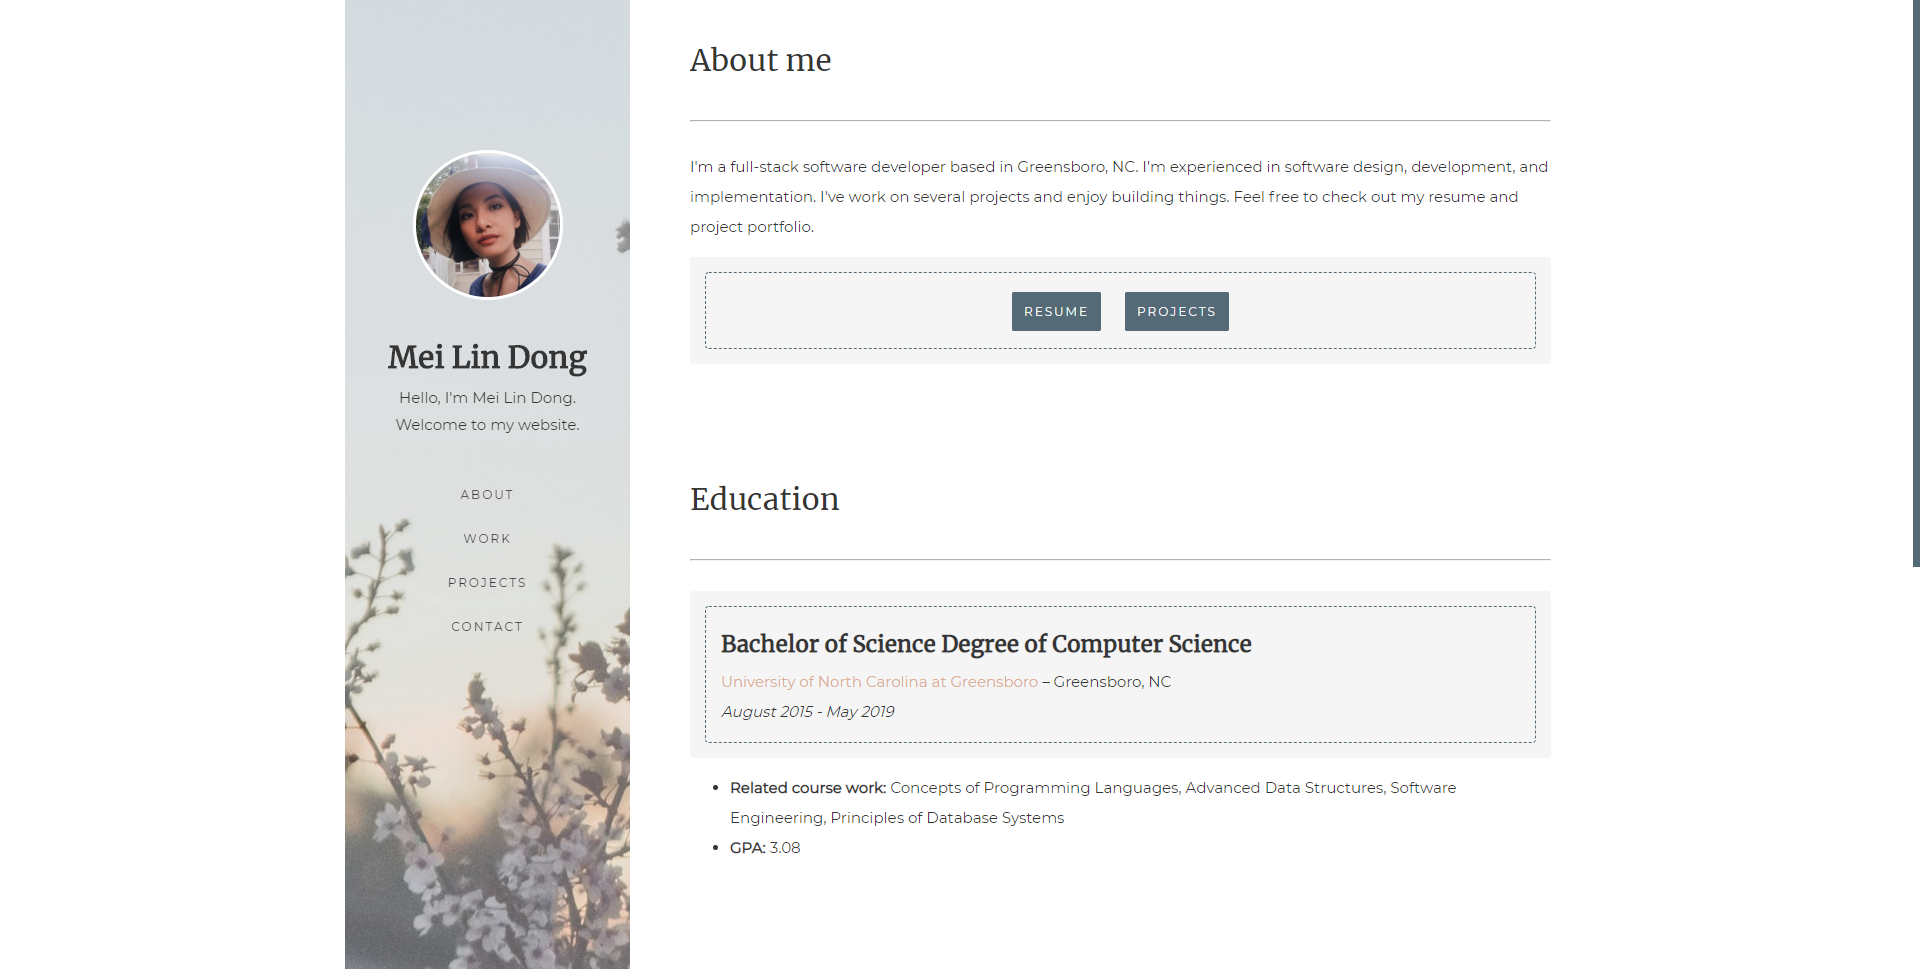 Mei Lin Dong
Hello, I'm Mei Lin Dong.
Welcome to my website.
ABOUT
WORK
PROJECTS
CONTACT
About me
I'm a full-stack software developer based in Greensboro, NC. I'm experienced in software design, development, and
implementation. I've work on several projects and enjoy building things. Feel free to check out my resume and
project portfolio.
RESUME PROJECTS
Education
Bachelor of Science Degree of Computer Science
University of North Carolina at Greensboro – Greensboro, NC
August 2015 - May 2019
• Related course work: Concepts of Programming Languages, Advanced Data Structures, Software
Engineering, Principles of Database Systems
• GPA: 3.08